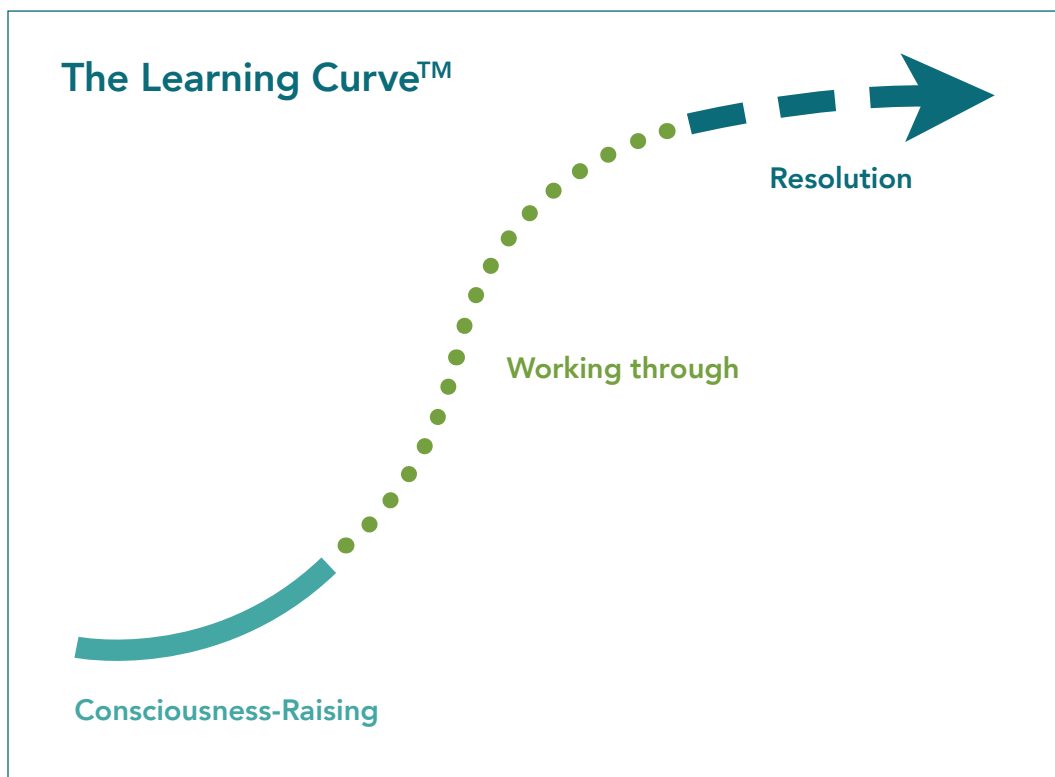 The Learning Curve™
Resolution
Working through
Consciousness-Raising